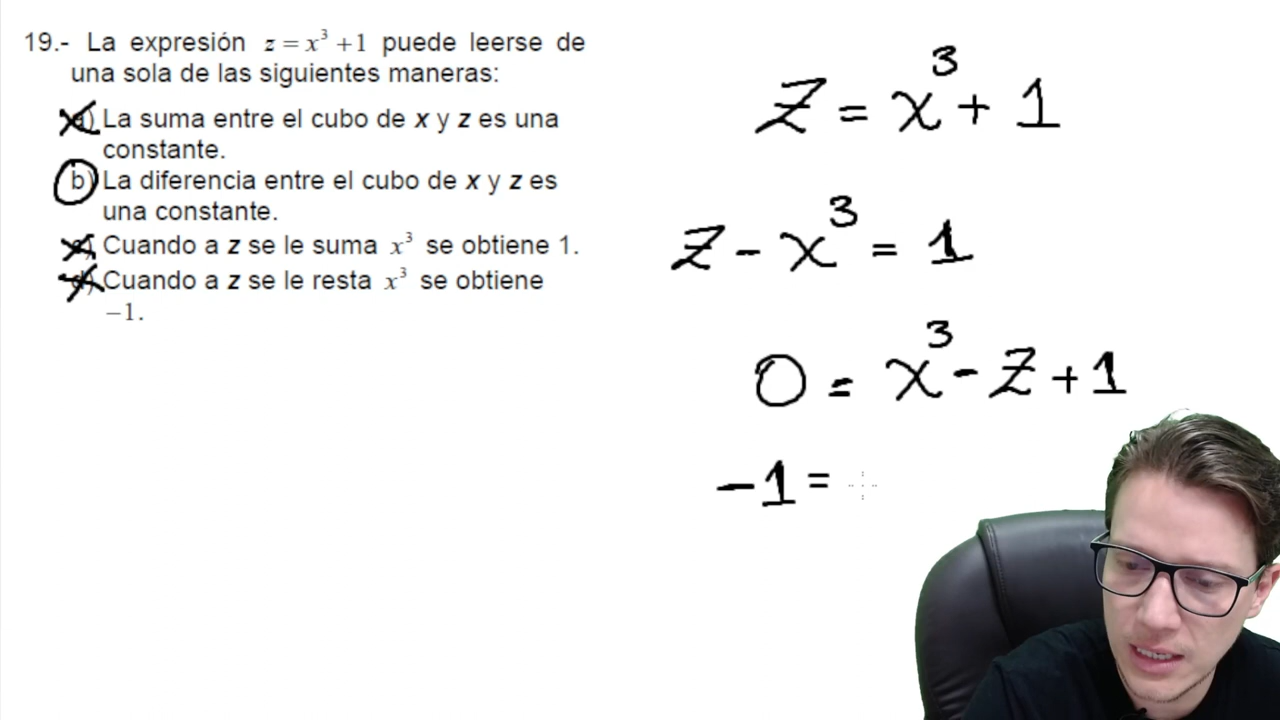 19.- La expresión z = x³ + 1 puede leerse de
una sola de las siguientes maneras:
a) La suma entre el cubo de x y z es una
constante.
b) La diferencia entre el cubo de x y z es
una constante.
c) Cuando a z se le suma x³ se obtiene 1.
d) Cuando a z se le resta x³ se obtiene
−1.
z = x³ + 1
z - x³ = 1
0 = x³ - z + 1
-1 =